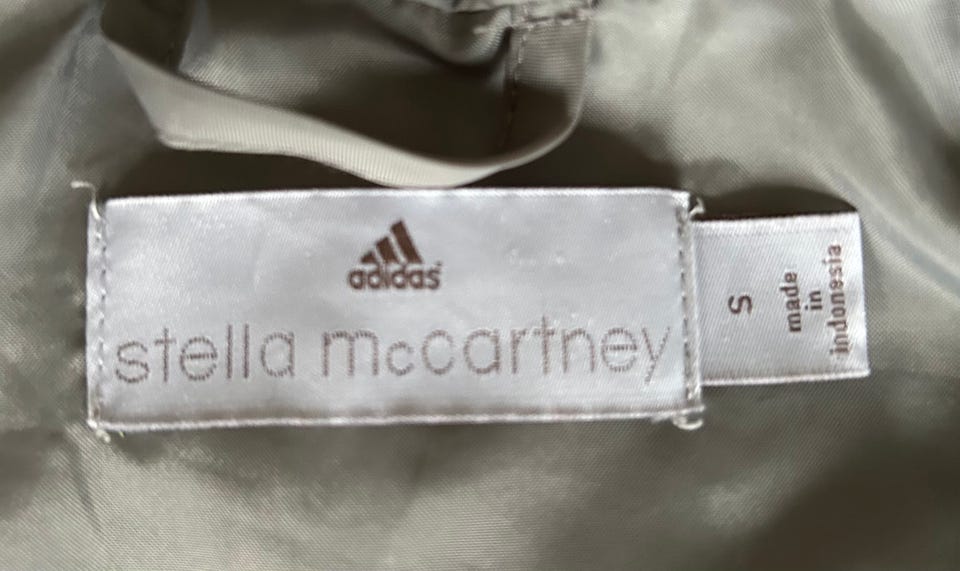 adidas
stella mccartney
S
made
in
indonesia